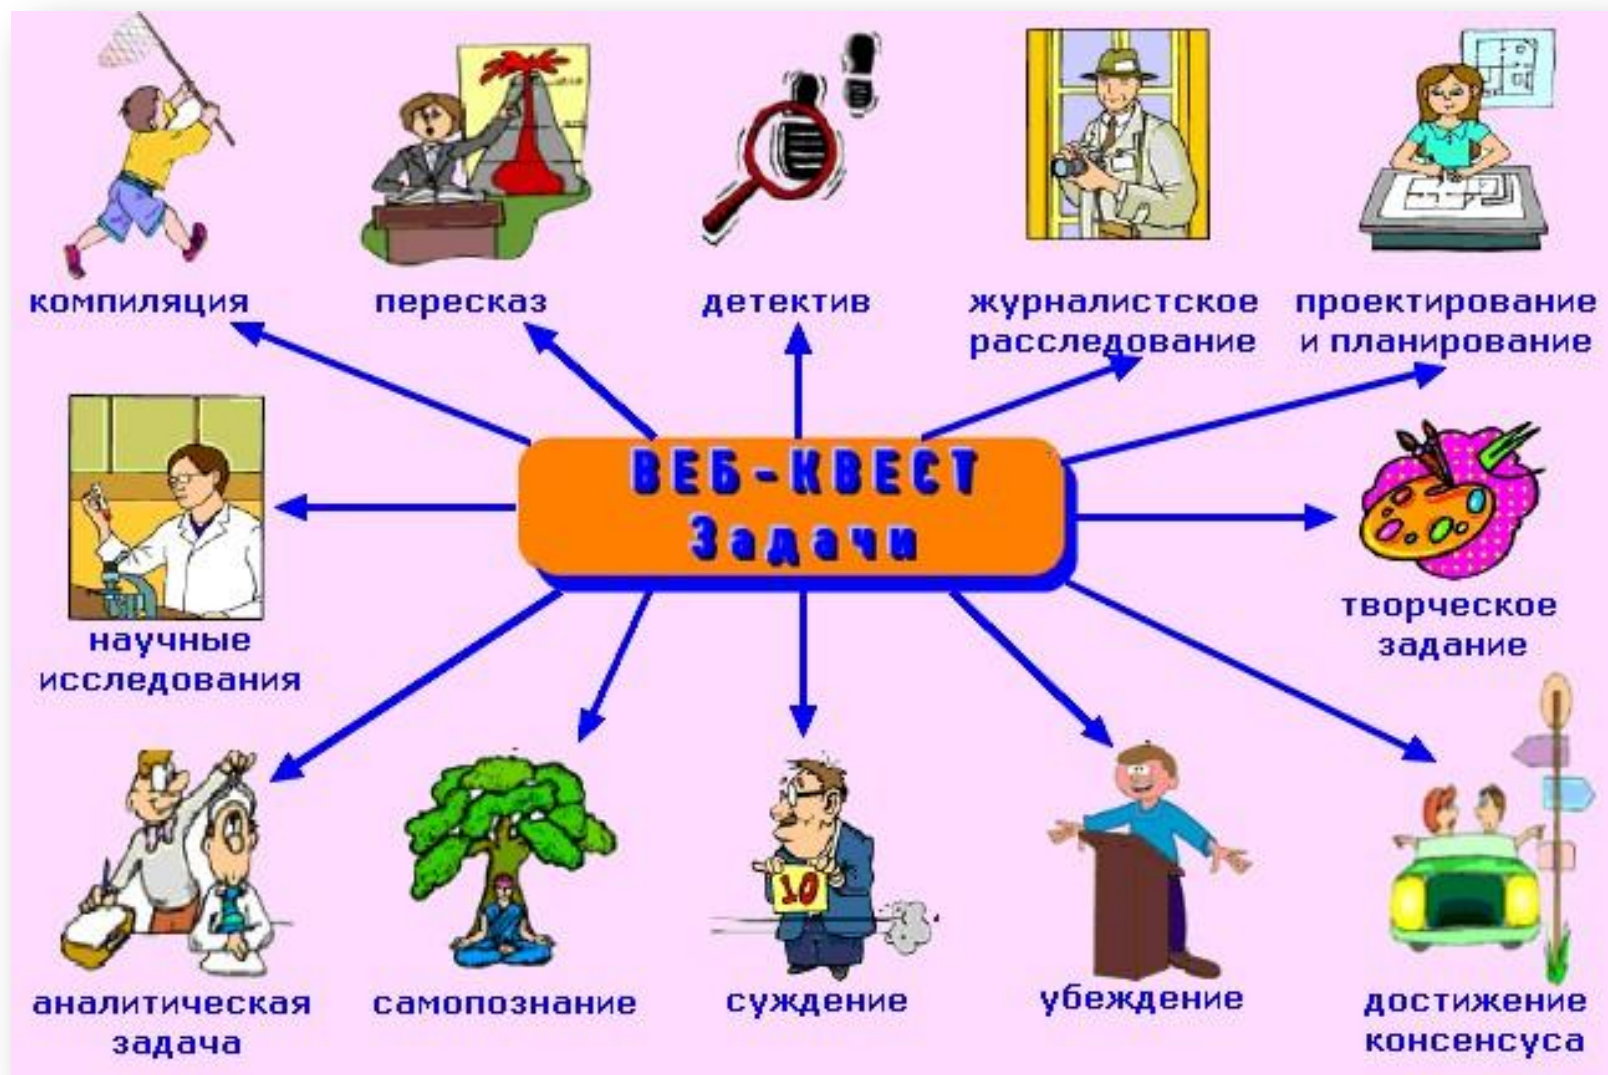 компиляция
пересказ
детектив
журналистское
расследование
проектирование
и планирование
ВЕБ-КВЕСТ
Задачи
научные
исследования
творческое
задание
10
аналитическая
задача
самопознание
суждение
убеждение
достижение
консенсуса